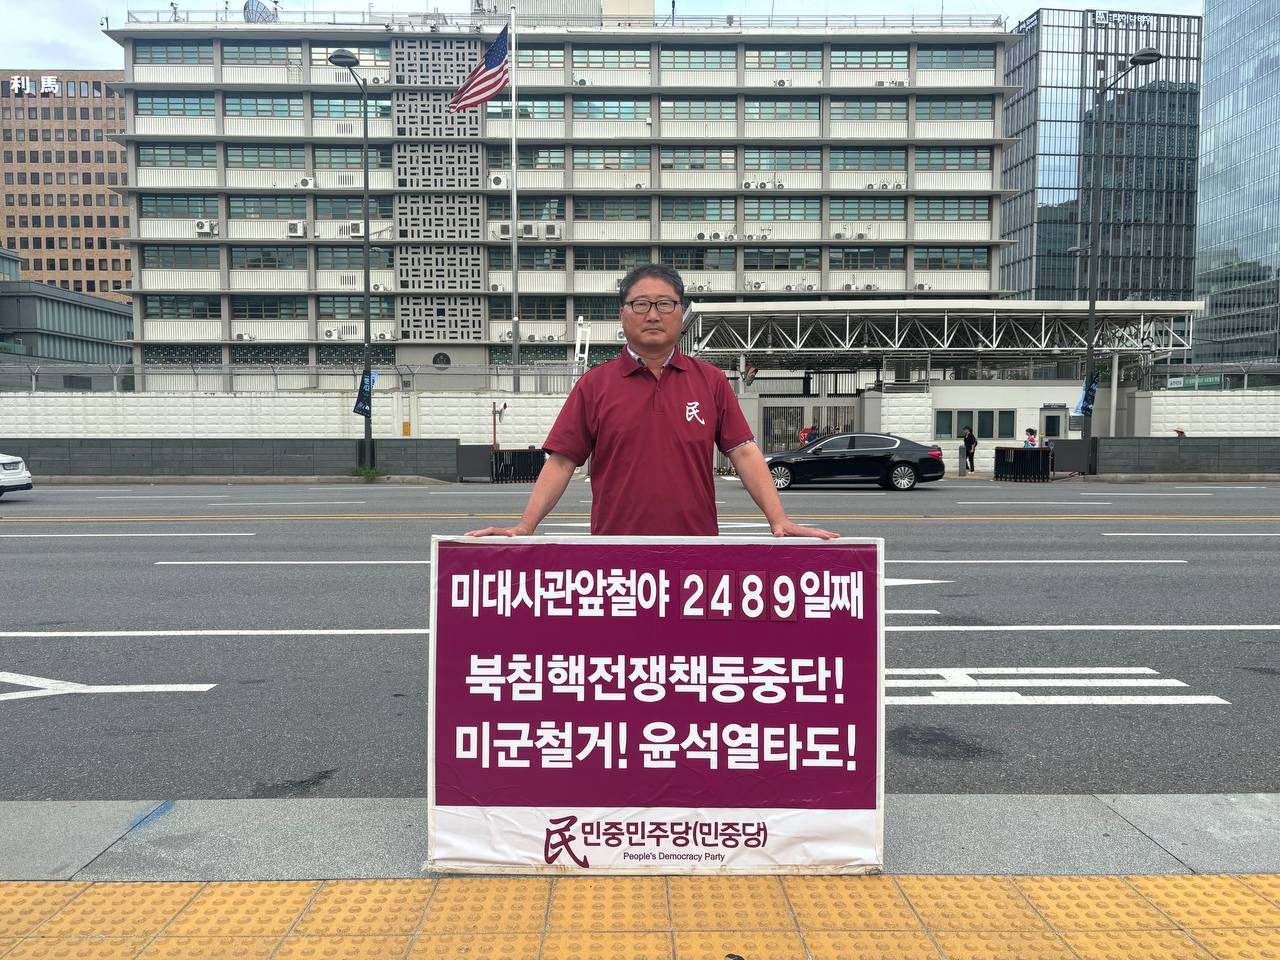 利馬
民
미대사관앞철야 2489일째
북침핵전쟁책동중단!
미군철거! 윤석열타도!
民 민중민주당(민중당)
People's Democracy Party